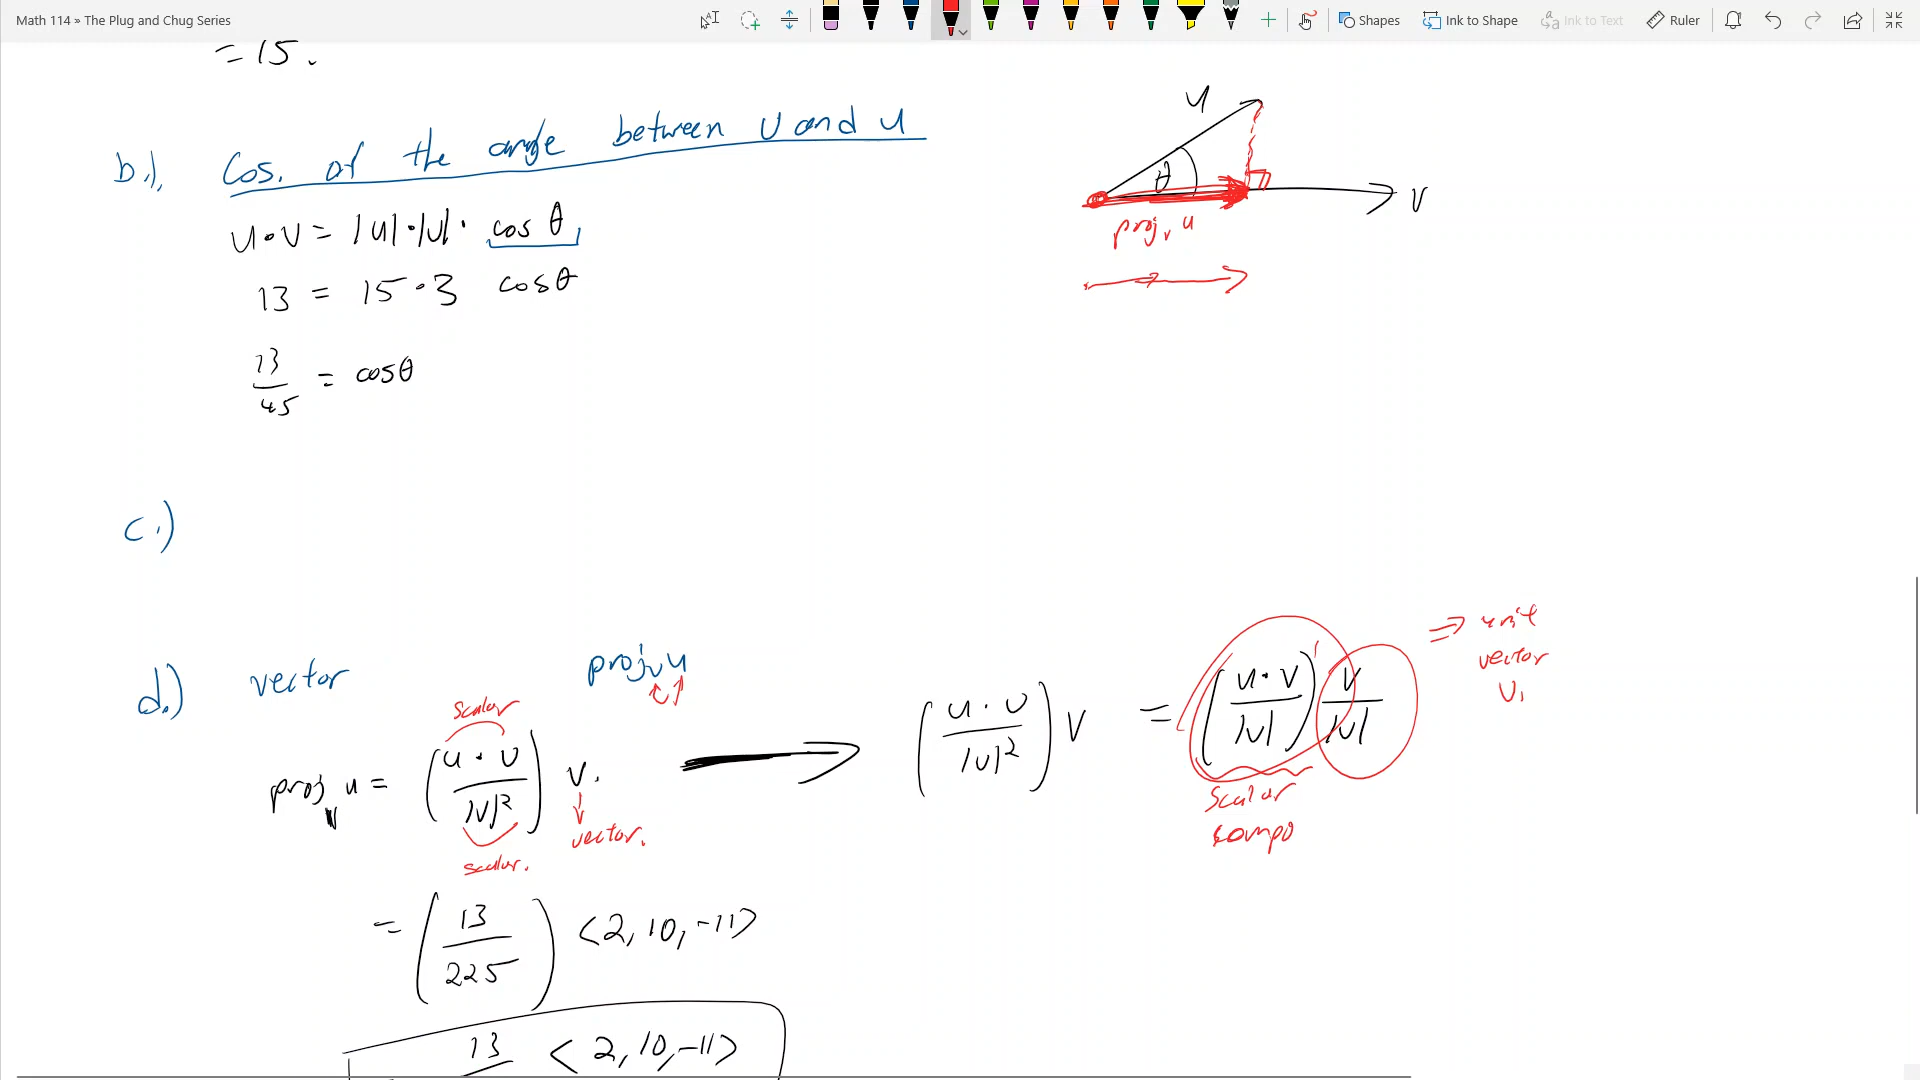 Math 114 » The Plug and Chug Series
Shapes
Ink to Shape
Ink to Text
Ruler
= 15.
b.). Cos. of the angle between V and u
u • v = |u| • |v| • cos θ
13 = 15 • 3 cos θ
13/45 = cos θ
u
θ
v
proj_v u
c.)
d.) vector
proj_v u
proj_v u = (u • v / |v|²) v.
scalar
scalar.
vector.
(u • v / |v|²) v = (u • v / |v|) v / |v|
⇒ unit
vector
v,
Scalar
compo
= (13 / 225) <2, 10, -11>
13 <2, 10, -11>